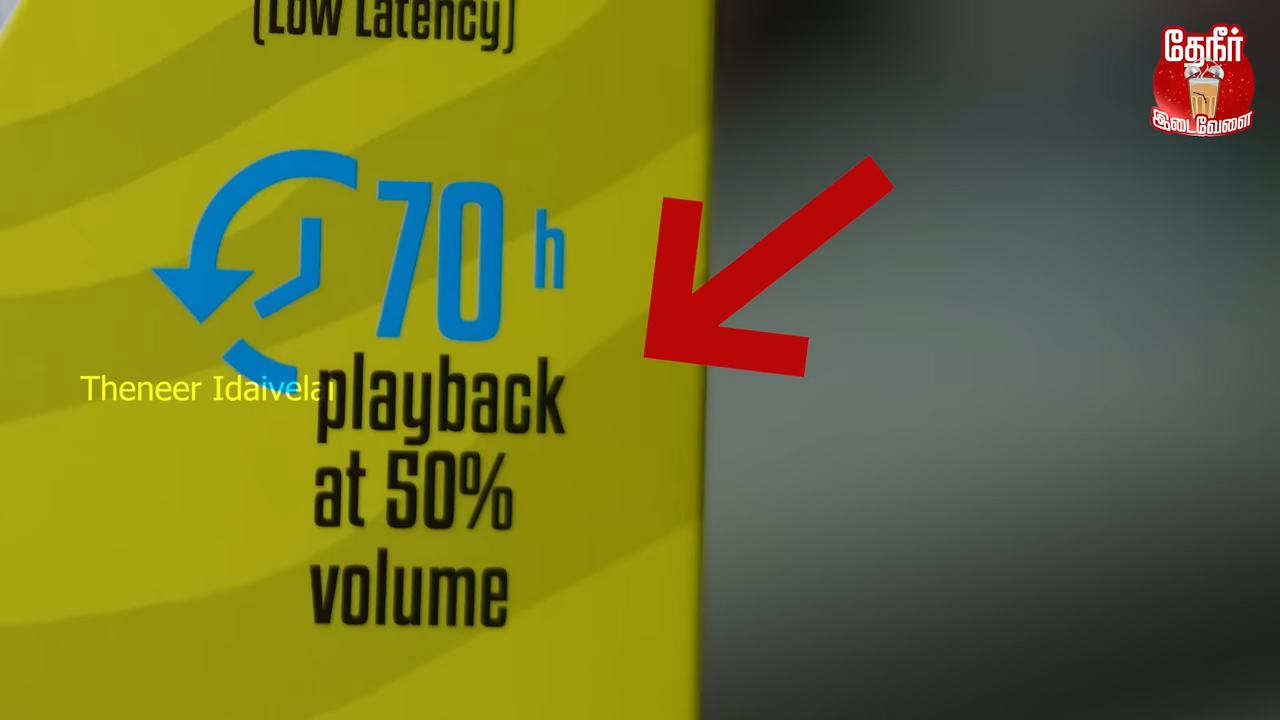 (Low Latency)
தேநீர்
இடைவேளை
70 h
Theneer Idaivelai
playback
at 50%
volume